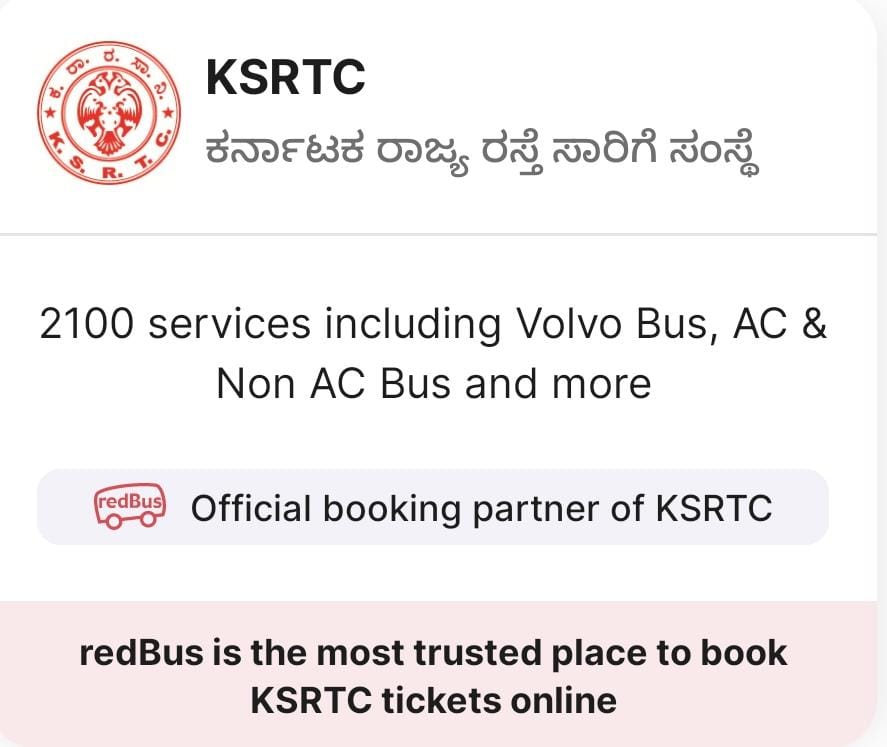 ಕ. ರಾ. ರ. ಸಾ. ನಿ.
K. S. R. T. C.
KSRTC
ಕರ್ನಾಟಕ ರಾಜ್ಯ ರಸ್ತೆ ಸಾರಿಗೆ ಸಂಸ್ಥೆ
2100 services including Volvo Bus, AC &
Non AC Bus and more
redBus
Official booking partner of KSRTC
redBus is the most trusted place to book
KSRTC tickets online